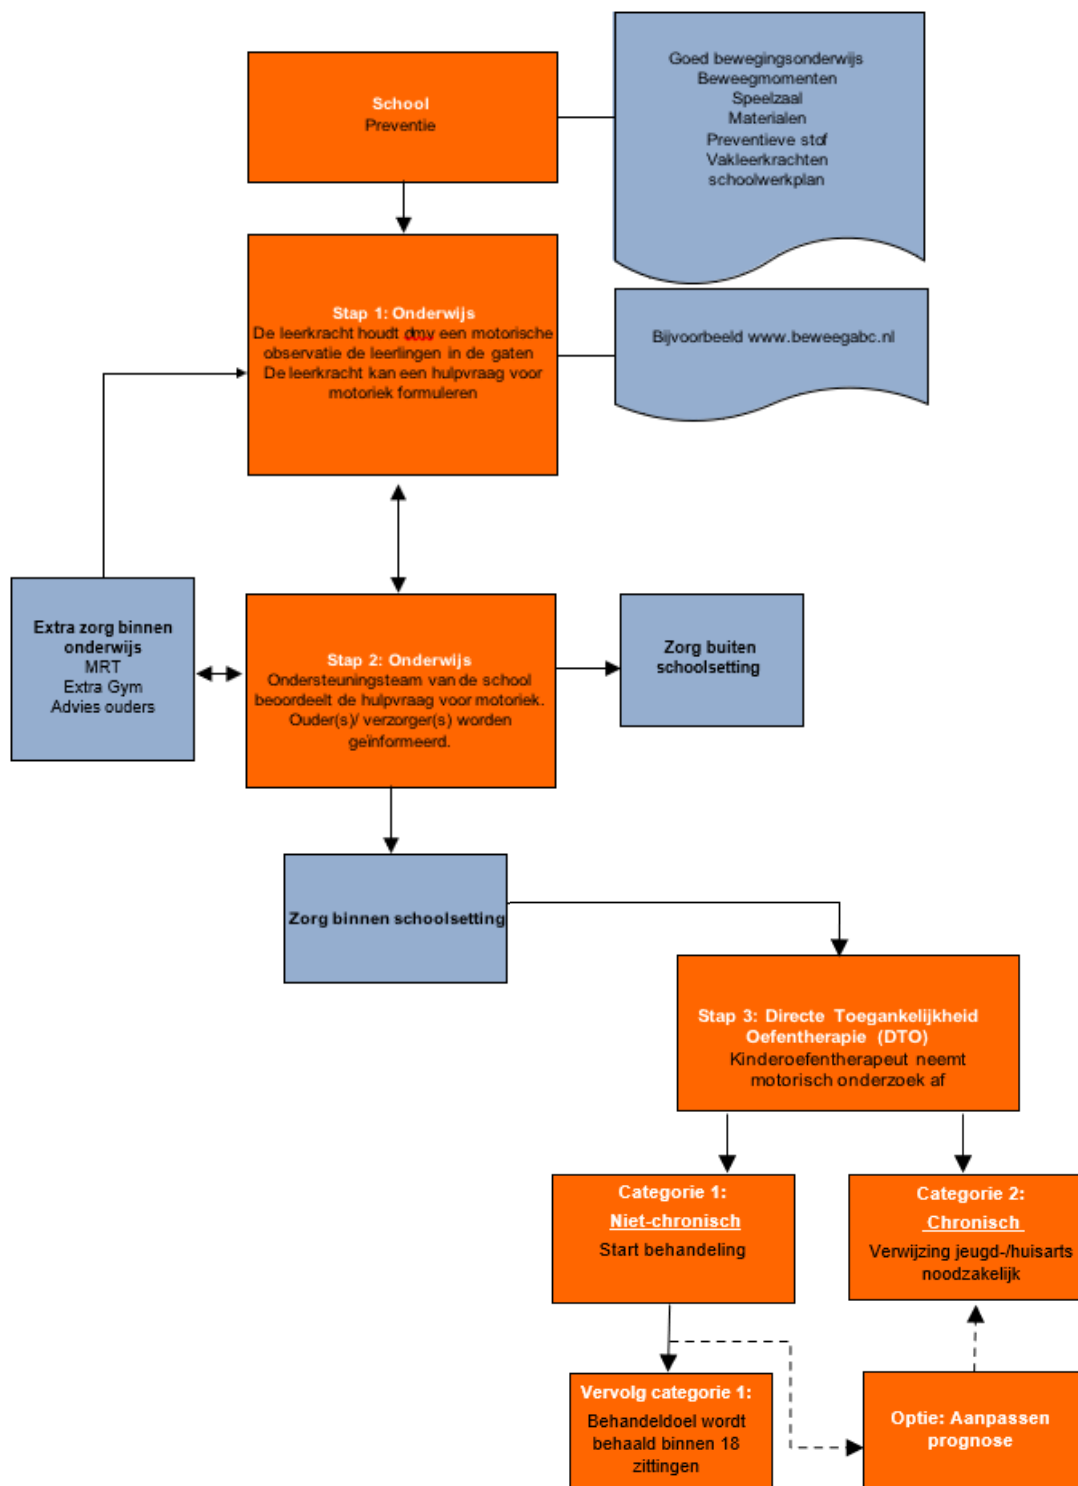 School
Preventie
Goed bewegingsonderwijs
Beweegmomenten
Speelzaal
Materialen
Preventieve stof
Vakleerkrachten
schoolwerkplan
Stap 1: Onderwijs
De leerkracht houdt dmv een motorische
observatie de leerlingen in de gaten
De leerkracht kan een hulpvraag voor
motoriek formuleren
Bijvoorbeeld www.beweegabc.nl
Extra zorg binnen
onderwijs
MRT
Extra Gym
Advies ouders
Stap 2: Onderwijs
Ondersteuningsteam van de school
beoordeelt de hulpvraag voor motoriek.
Ouder(s)/ verzorger(s) worden
geïnformeerd.
Zorg buiten
schoolsetting
Zorg binnen schoolsetting
Stap 3: Directe Toegankelijkheid
Oefentherapie (DTO)
Kinderoefentherapeut neemt
motorisch onderzoek af
Categorie 1:
Niet-chronisch
Start behandeling
Categorie 2:
Chronisch
Verwijzing jeugd-/huisarts
noodzakelijk
Vervolg categorie 1:
Behandeldoel wordt
behaald binnen 18
zittingen
Optie: Aanpassen
prognose